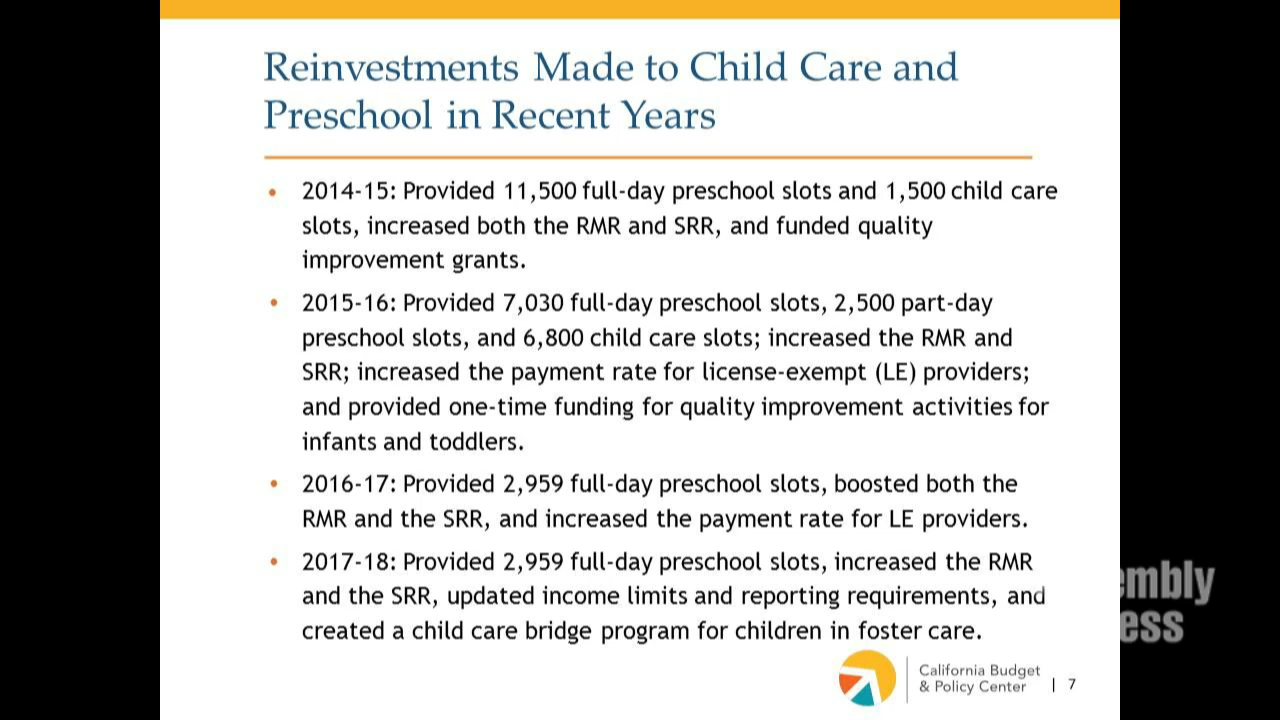 Reinvestments Made to Child Care and
Preschool in Recent Years
• 2014-15: Provided 11,500 full-day preschool slots and 1,500 child care
slots, increased both the RMR and SRR, and funded quality
improvement grants.
• 2015-16: Provided 7,030 full-day preschool slots, 2,500 part-day
preschool slots, and 6,800 child care slots; increased the RMR and
SRR; increased the payment rate for license-exempt (LE) providers;
and provided one-time funding for quality improvement activities for
infants and toddlers.
• 2016-17: Provided 2,959 full-day preschool slots, boosted both the
RMR and the SRR, and increased the payment rate for LE providers.
• 2017-18: Provided 2,959 full-day preschool slots, increased the RMR
and the SRR, updated income limits and reporting requirements, and
created a child care bridge program for children in foster care.
California Budget
& Policy Center | 7
embly
ess